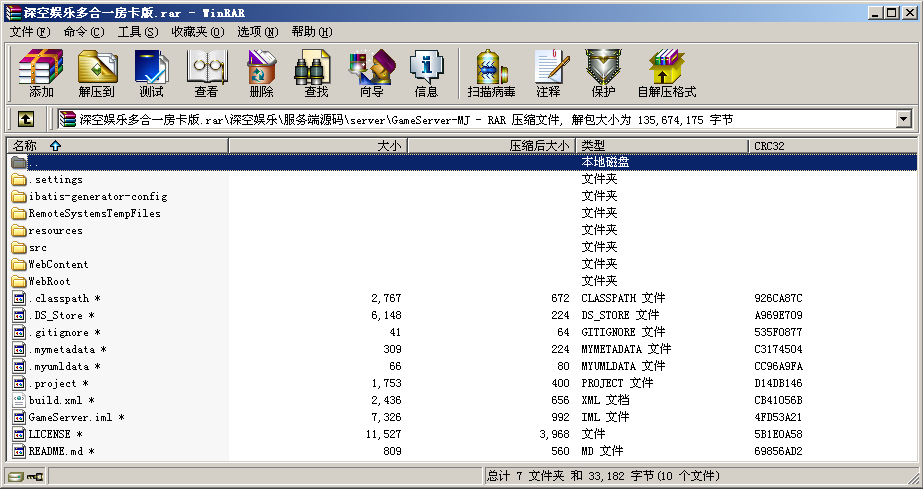 深空娱乐多合一房卡版.rar - WinRAR
文件(F) 命令(C) 工具(S) 收藏夹(O) 选项(N) 帮助(H)
添加 解压到 测试 查看 删除 查找 向导 信息 扫描病毒 注释 保护 自解压格式
深空娱乐多合一房卡版.rar\深空娱乐\服务端源码\server\GameServer-MJ - RAR 压缩文件, 解包大小为 135,674,175 字节
名称 大小 压缩后大小 类型 CRC32
.. 本地磁盘
.settings 文件夹
ibatis-generator-config 文件夹
RemoteSystemsTempFiles 文件夹
resources 文件夹
src 文件夹
WebContent 文件夹
WebRoot 文件夹
.classpath * 2,767 672 CLASSPATH 文件 926CA87C
.DS_Store * 6,148 224 DS_STORE 文件 A969E709
.gitignore * 41 64 GITIGNORE 文件 535F0877
.mymetadata * 309 224 MYMETADATA 文件 C3174504
.myumldata * 66 80 MYUMLDATA 文件 CC96A9FA
.project * 1,753 400 PROJECT 文件 D14DB146
build.xml * 2,436 656 XML 文档 CB41056B
GameServer.iml * 7,326 992 IML 文件 4FD53A21
LICENSE * 11,527 3,968 文件 5B1E0A58
README.md * 809 560 MD 文件 69856AD2
总计 7 文件夹 和 33,182 字节(10 个文件)